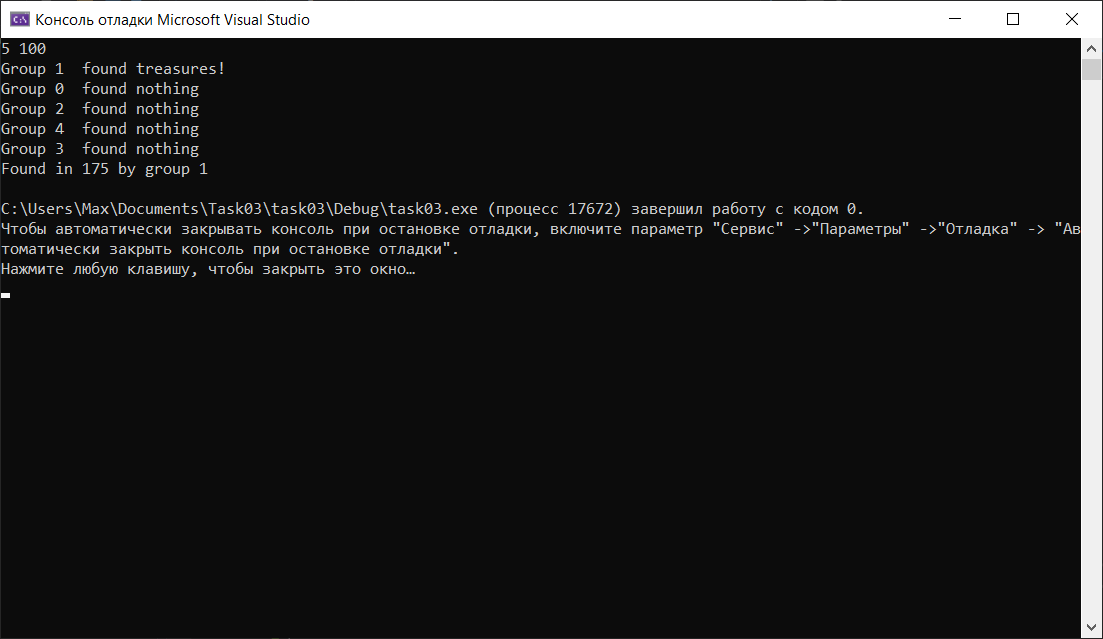 Консоль отладки Microsoft Visual Studio
5 100
Group 1  found treasures!
Group 0  found nothing
Group 2  found nothing
Group 4  found nothing
Group 3  found nothing
Found in 175 by group 1
C:\Users\Max\Documents\Task03\task03\Debug\task03.exe (процесс 17672) завершил работу с кодом 0.
Чтобы автоматически закрывать консоль при остановке отладки, включите параметр "Сервис" ->"Параметры" ->"Отладка" -> "Ав
томатически закрыть консоль при остановке отладки".
Нажмите любую клавишу, чтобы закрыть это окно…